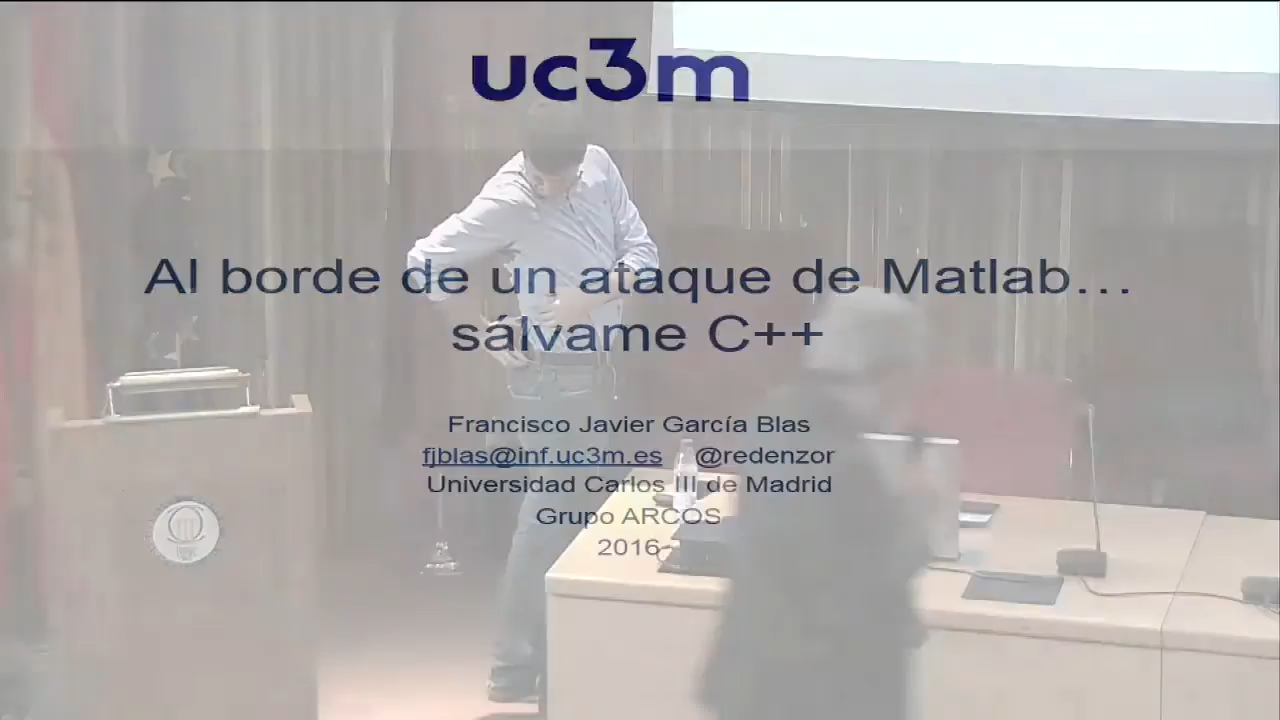 uc3m
Al borde de un ataque de Matlab…
sálvame C++
Francisco Javier García Blas
fjblas@inf.uc3m.es @redenzor
Universidad Carlos III de Madrid
Grupo ARCOS
2016